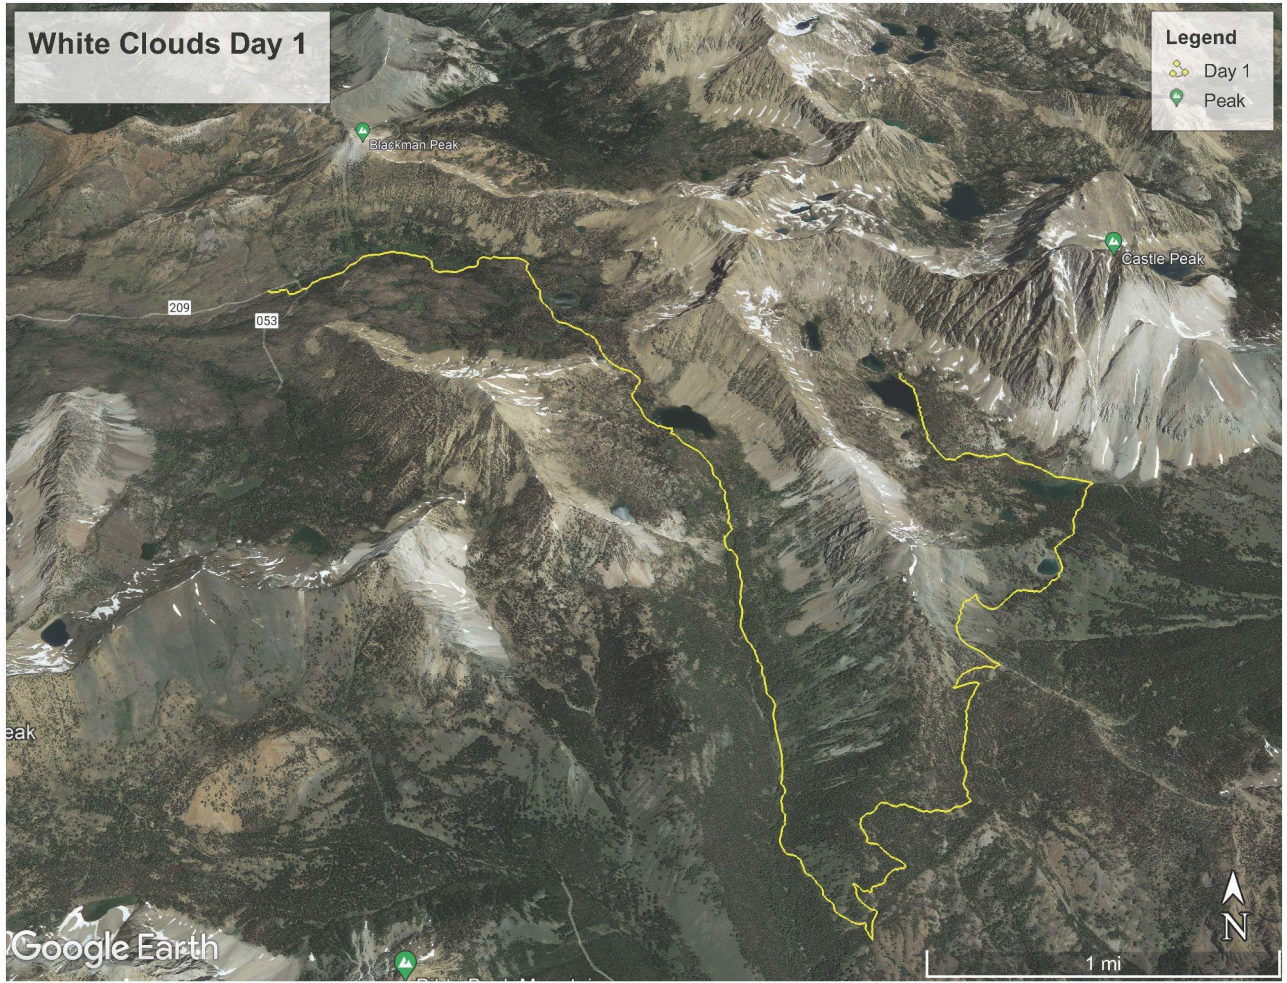 White Clouds Day 1
Legend
Day 1
Peak
Blackman Peak
Castle Peak
209
053
eak
Google Earth
N
1 mi